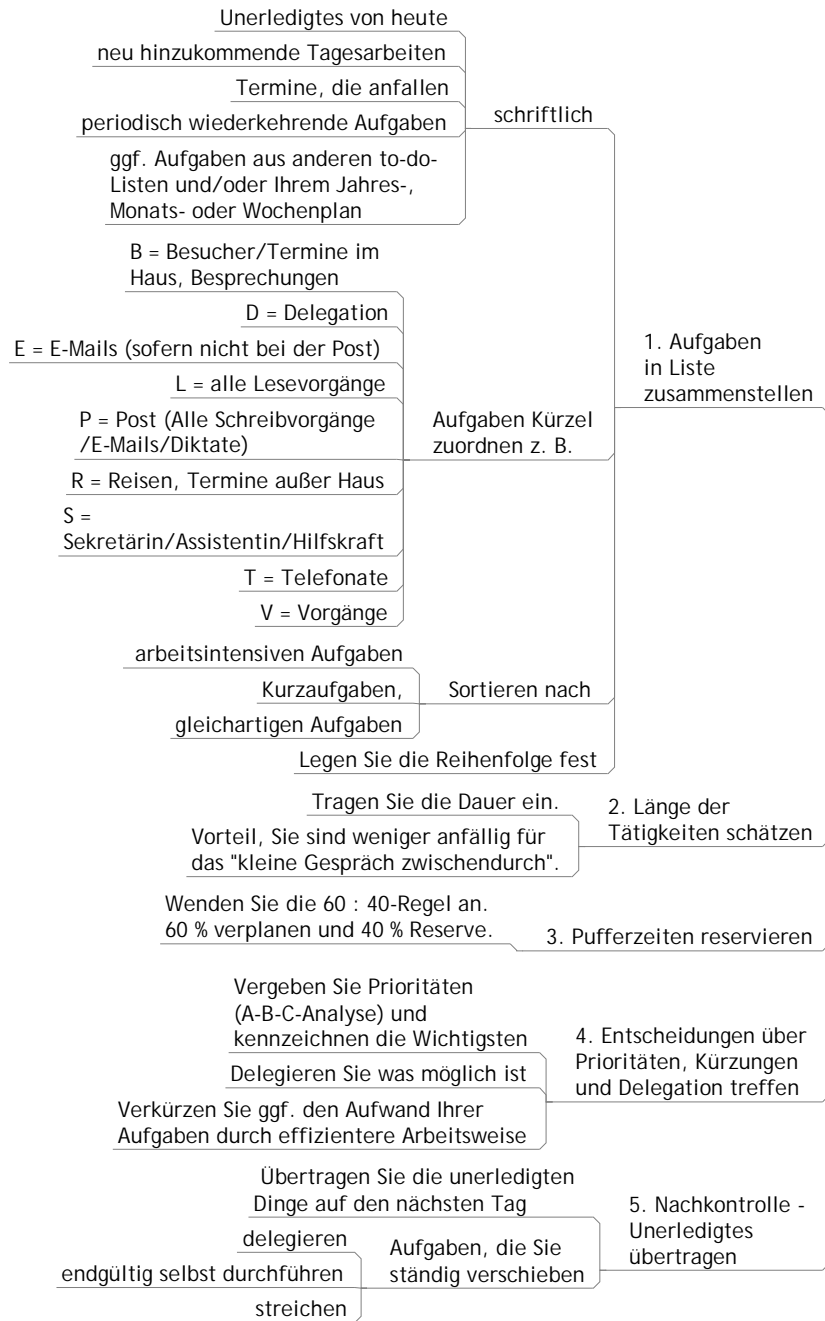 Unerledigtes von heute
neu hinzukommende Tagesarbeiten
Termine, die anfallen
periodisch wiederkehrende Aufgaben
ggf. Aufgaben aus anderen to-do-
Listen und/oder Ihrem Jahres-,
Monats- oder Wochenplan
schriftlich
B = Besucher/Termine im
Haus, Besprechungen
D = Delegation
E = E-Mails (sofern nicht bei der Post)
L = alle Lesevorgänge
P = Post (Alle Schreibvorgänge
/E-Mails/Diktate)
R = Reisen, Termine außer Haus
S =
Sekretärin/Assistentin/Hilfskraft
T = Telefonate
V = Vorgänge
Aufgaben Kürzel
zuordnen z. B.
arbeitsintensiven Aufgaben
Kurzaufgaben,
gleichartigen Aufgaben
Sortieren nach
Legen Sie die Reihenfolge fest
1. Aufgaben
in Liste
zusammenstellen
Tragen Sie die Dauer ein.
Vorteil, Sie sind weniger anfällig für
das "kleine Gespräch zwischendurch".
2. Länge der
Tätigkeiten schätzen
Wenden Sie die 60 : 40-Regel an.
60 % verplanen und 40 % Reserve.
3. Pufferzeiten reservieren
Vergeben Sie Prioritäten
(A-B-C-Analyse) und
kennzeichnen die Wichtigsten
Delegieren Sie was möglich ist
Verkürzen Sie ggf. den Aufwand Ihrer
Aufgaben durch effizientere Arbeitsweise
4. Entscheidungen über
Prioritäten, Kürzungen
und Delegation treffen
Übertragen Sie die unerledigten
Dinge auf den nächsten Tag
delegieren
endgültig selbst durchführen
streichen
Aufgaben, die Sie
ständig verschieben
5. Nachkontrolle -
Unerledigtes
übertragen